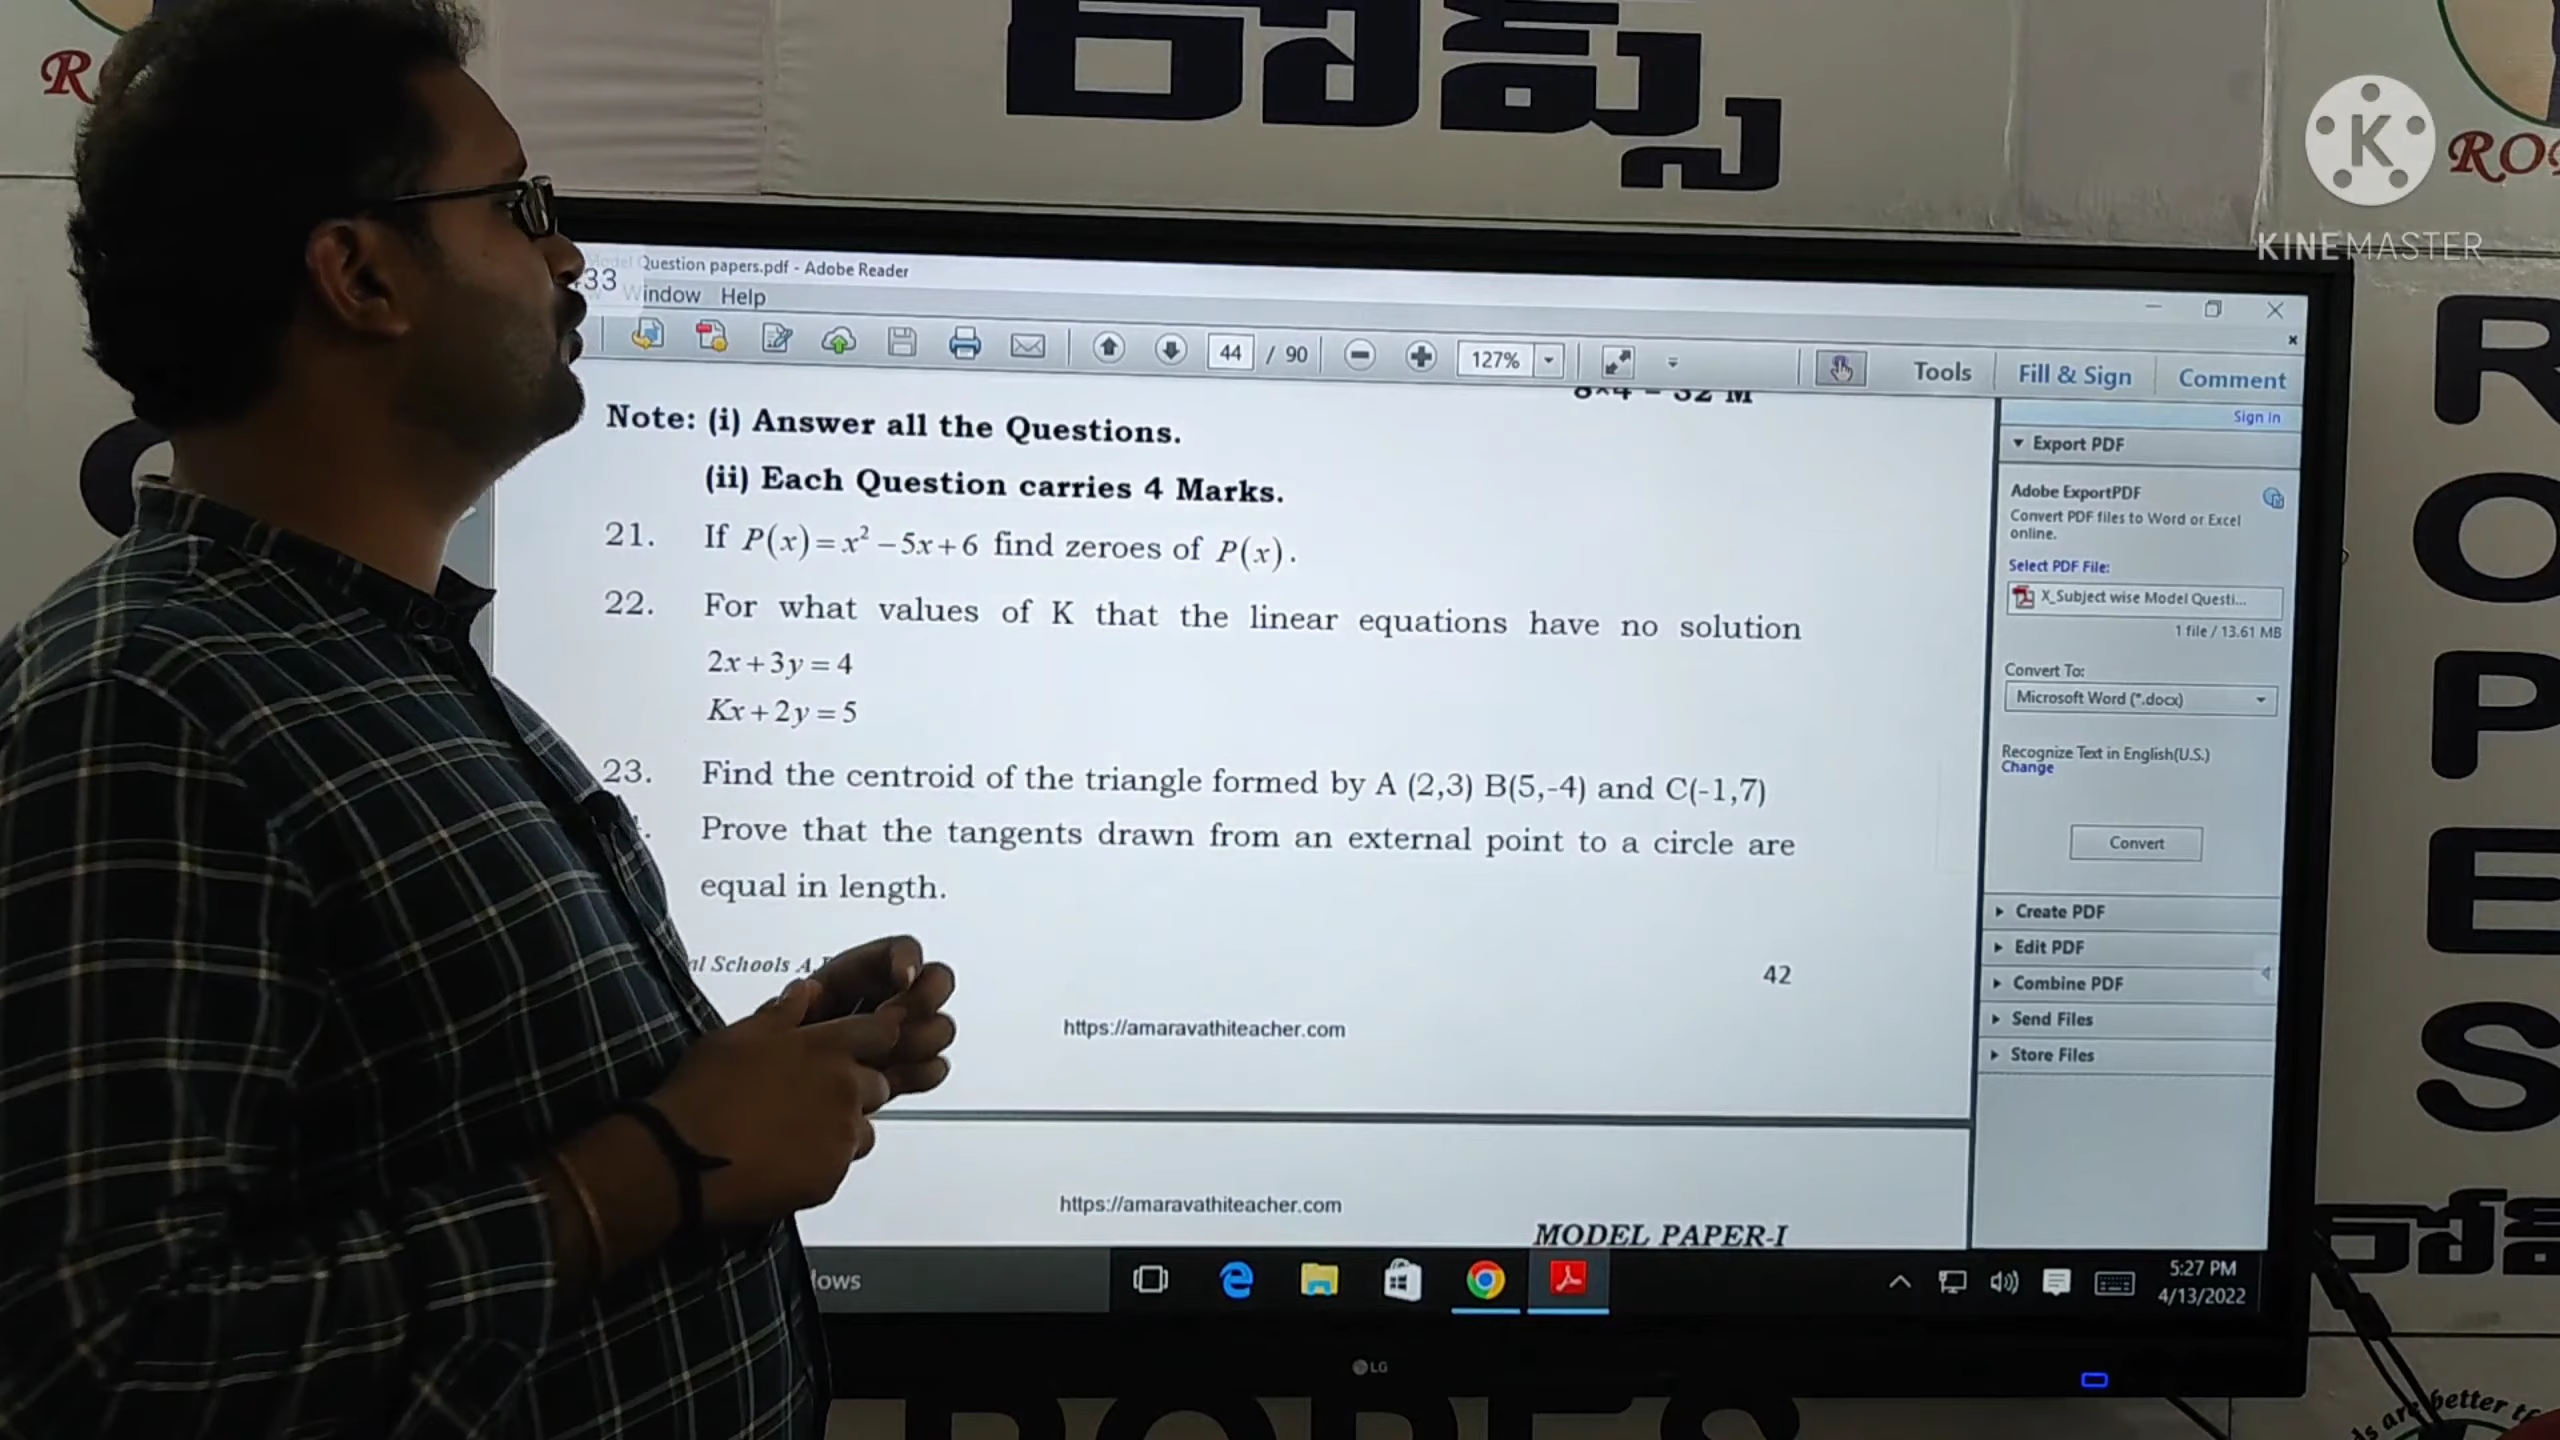 రోప్స్
K
KINEMASTER
Question papers.pdf - Adobe Reader
33
Window Help
44 / 90
127%
Tools
Fill & Sign
Comment
Note: (i) Answer all the Questions.
(ii) Each Question carries 4 Marks.
21. If P(x)=x²-5x+6 find zeroes of P(x).
22. For what values of K that the linear equations have no solution
2x+3y=4
Kx+2y=5
23. Find the centroid of the triangle formed by A (2,3) B(5,-4) and C(-1,7)
Prove that the tangents drawn from an external point to a circle are
equal in length.
al Schools A.
42
https://amaravathiteacher.com
https://amaravathiteacher.com
MODEL PAPER-I
Sign In
Export PDF
Adobe ExportPDF
Convert PDF files to Word or Excel
online.
Select PDF File:
X_Subject wise Model Questi...
1 file / 13.61 MB
Convert To:
Microsoft Word (*.docx)
Recognize Text in English(U.S.)
Change
Convert
Create PDF
Edit PDF
Combine PDF
Send Files
Store Files
5:27 PM
4/13/2022
LG
ROPES
ROPES
better